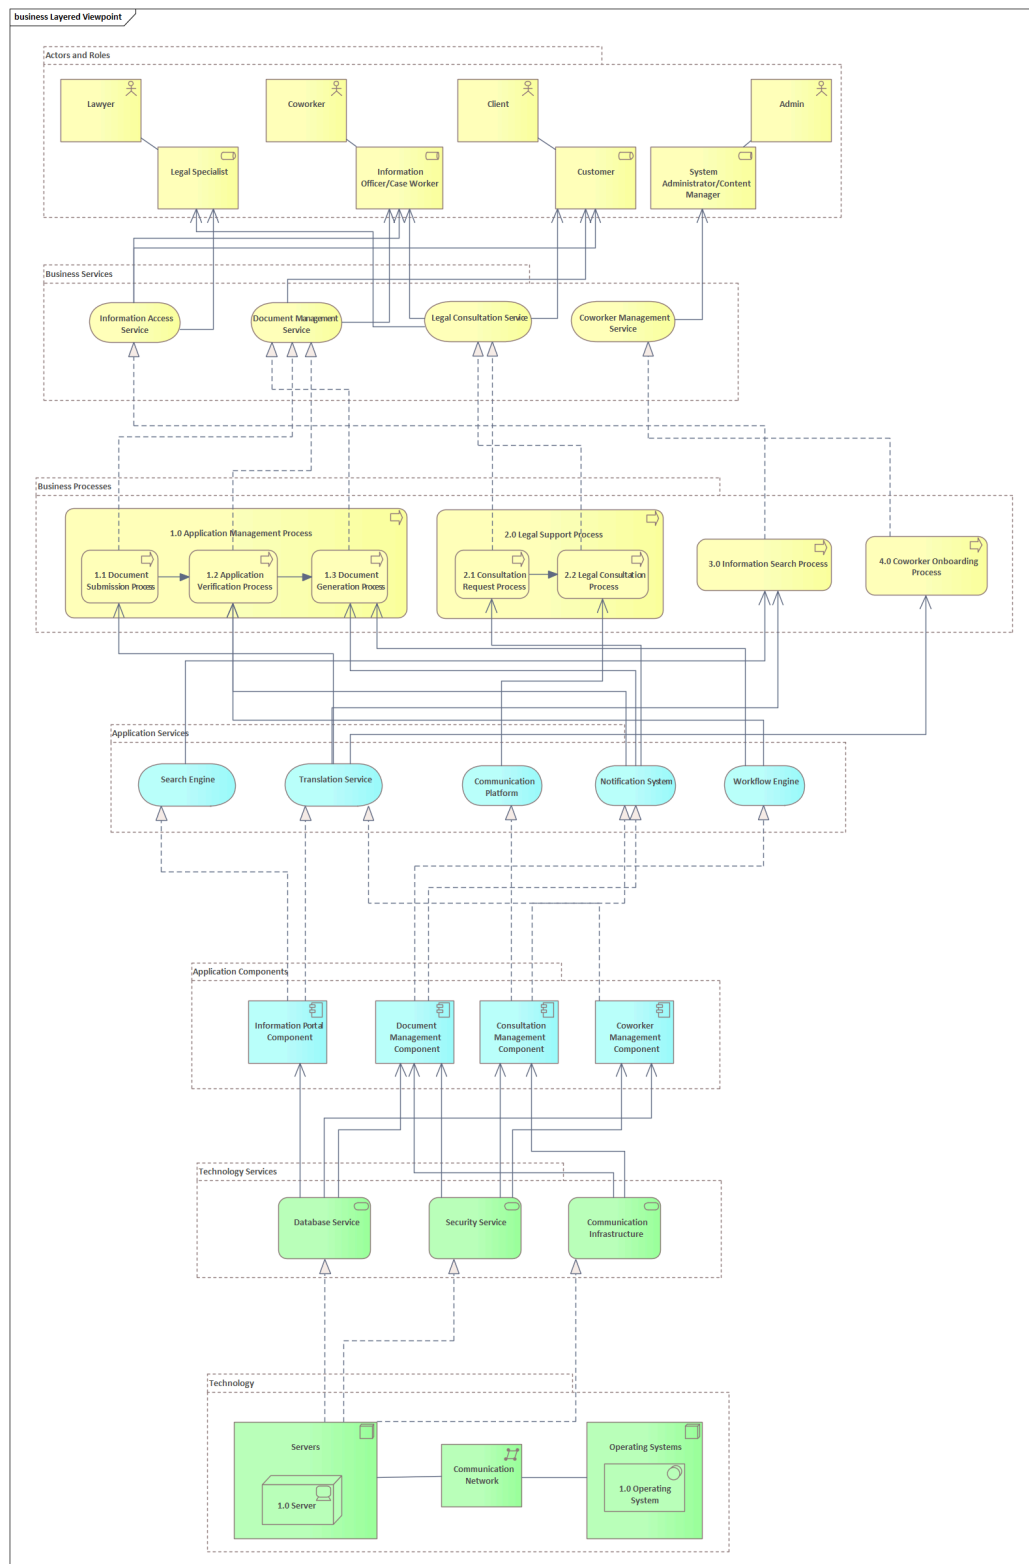 business Layered Viewpoint
Actors and Roles
Lawyer
Coworker
Client
Admin
Legal Specialist
Information
Officer/Case Worker
Customer
System
Administrator/Content
Manager
Business Services
Information Access
Service
Document Management
Service
Legal Consultation Service
Coworker Management
Service
Business Processes
1.0 Application Management Process
1.1 Document
Submission Process
1.2 Application
Verification Process
1.3 Document
Generation Process
2.0 Legal Support Process
2.1 Consultation
Request Process
2.2 Legal Consultation
Process
3.0 Information Search Process
4.0 Coworker Onboarding
Process
Application Services
Search Engine
Translation Service
Communication
Platform
Notification System
Workflow Engine
Application Components
Information Portal
Component
Document
Management
Component
Consultation
Management
Component
Coworker
Management
Component
Technology Services
Database Service
Security Service
Communication
Infrastructure
Technology
Servers
1.0 Server
Communication
Network
Operating Systems
1.0 Operating
System